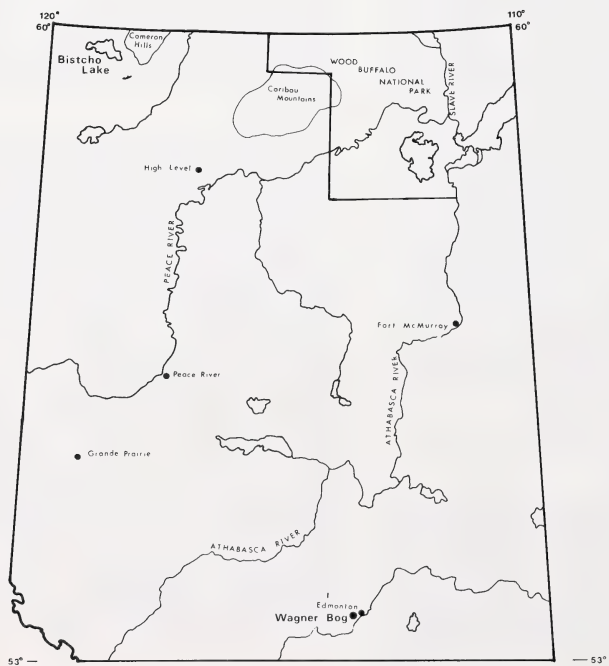 120°
60°
110°
60
Cameron
Hills
Bistcho
Lake
WOOD
BUFFALO
NATIONAL
PARK
SLAVE RIVER
Caribou
Mountains
High Level
PEACE RIVER
Fort McMurray
Peace River
ATHABASCA RIVER
Grande Prairie
ATHABASCA RIVER
Edmonton
Wagner Bog
53°
53°